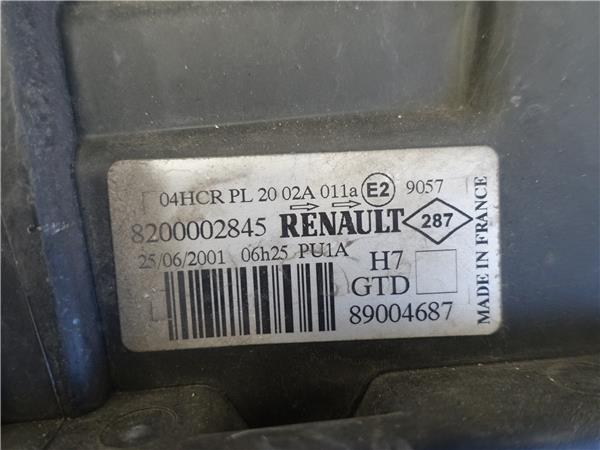 04HCR PL 20 02A 011a E2 9057
8200002845 RENAULT 287
25/06/2001 06h25 PU1A
H7
GTD
89004687
MADE IN FRANCE